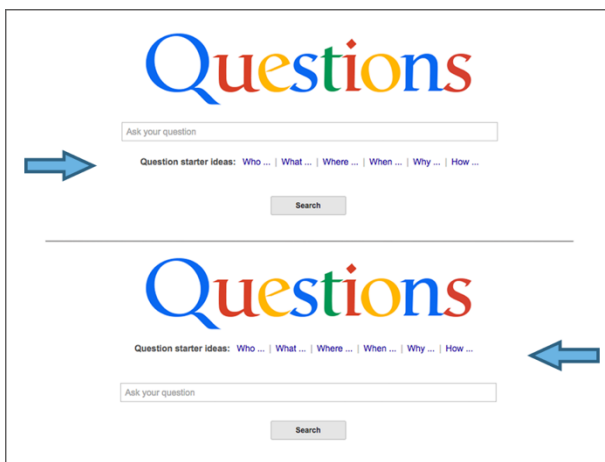 Questions
Ask your question
Question starter ideas: Who ... | What ... | Where ... | When ... | Why ... | How ...
Search
Questions
Question starter ideas: Who ... | What ... | Where ... | When ... | Why ... | How ...
Ask your question
Search